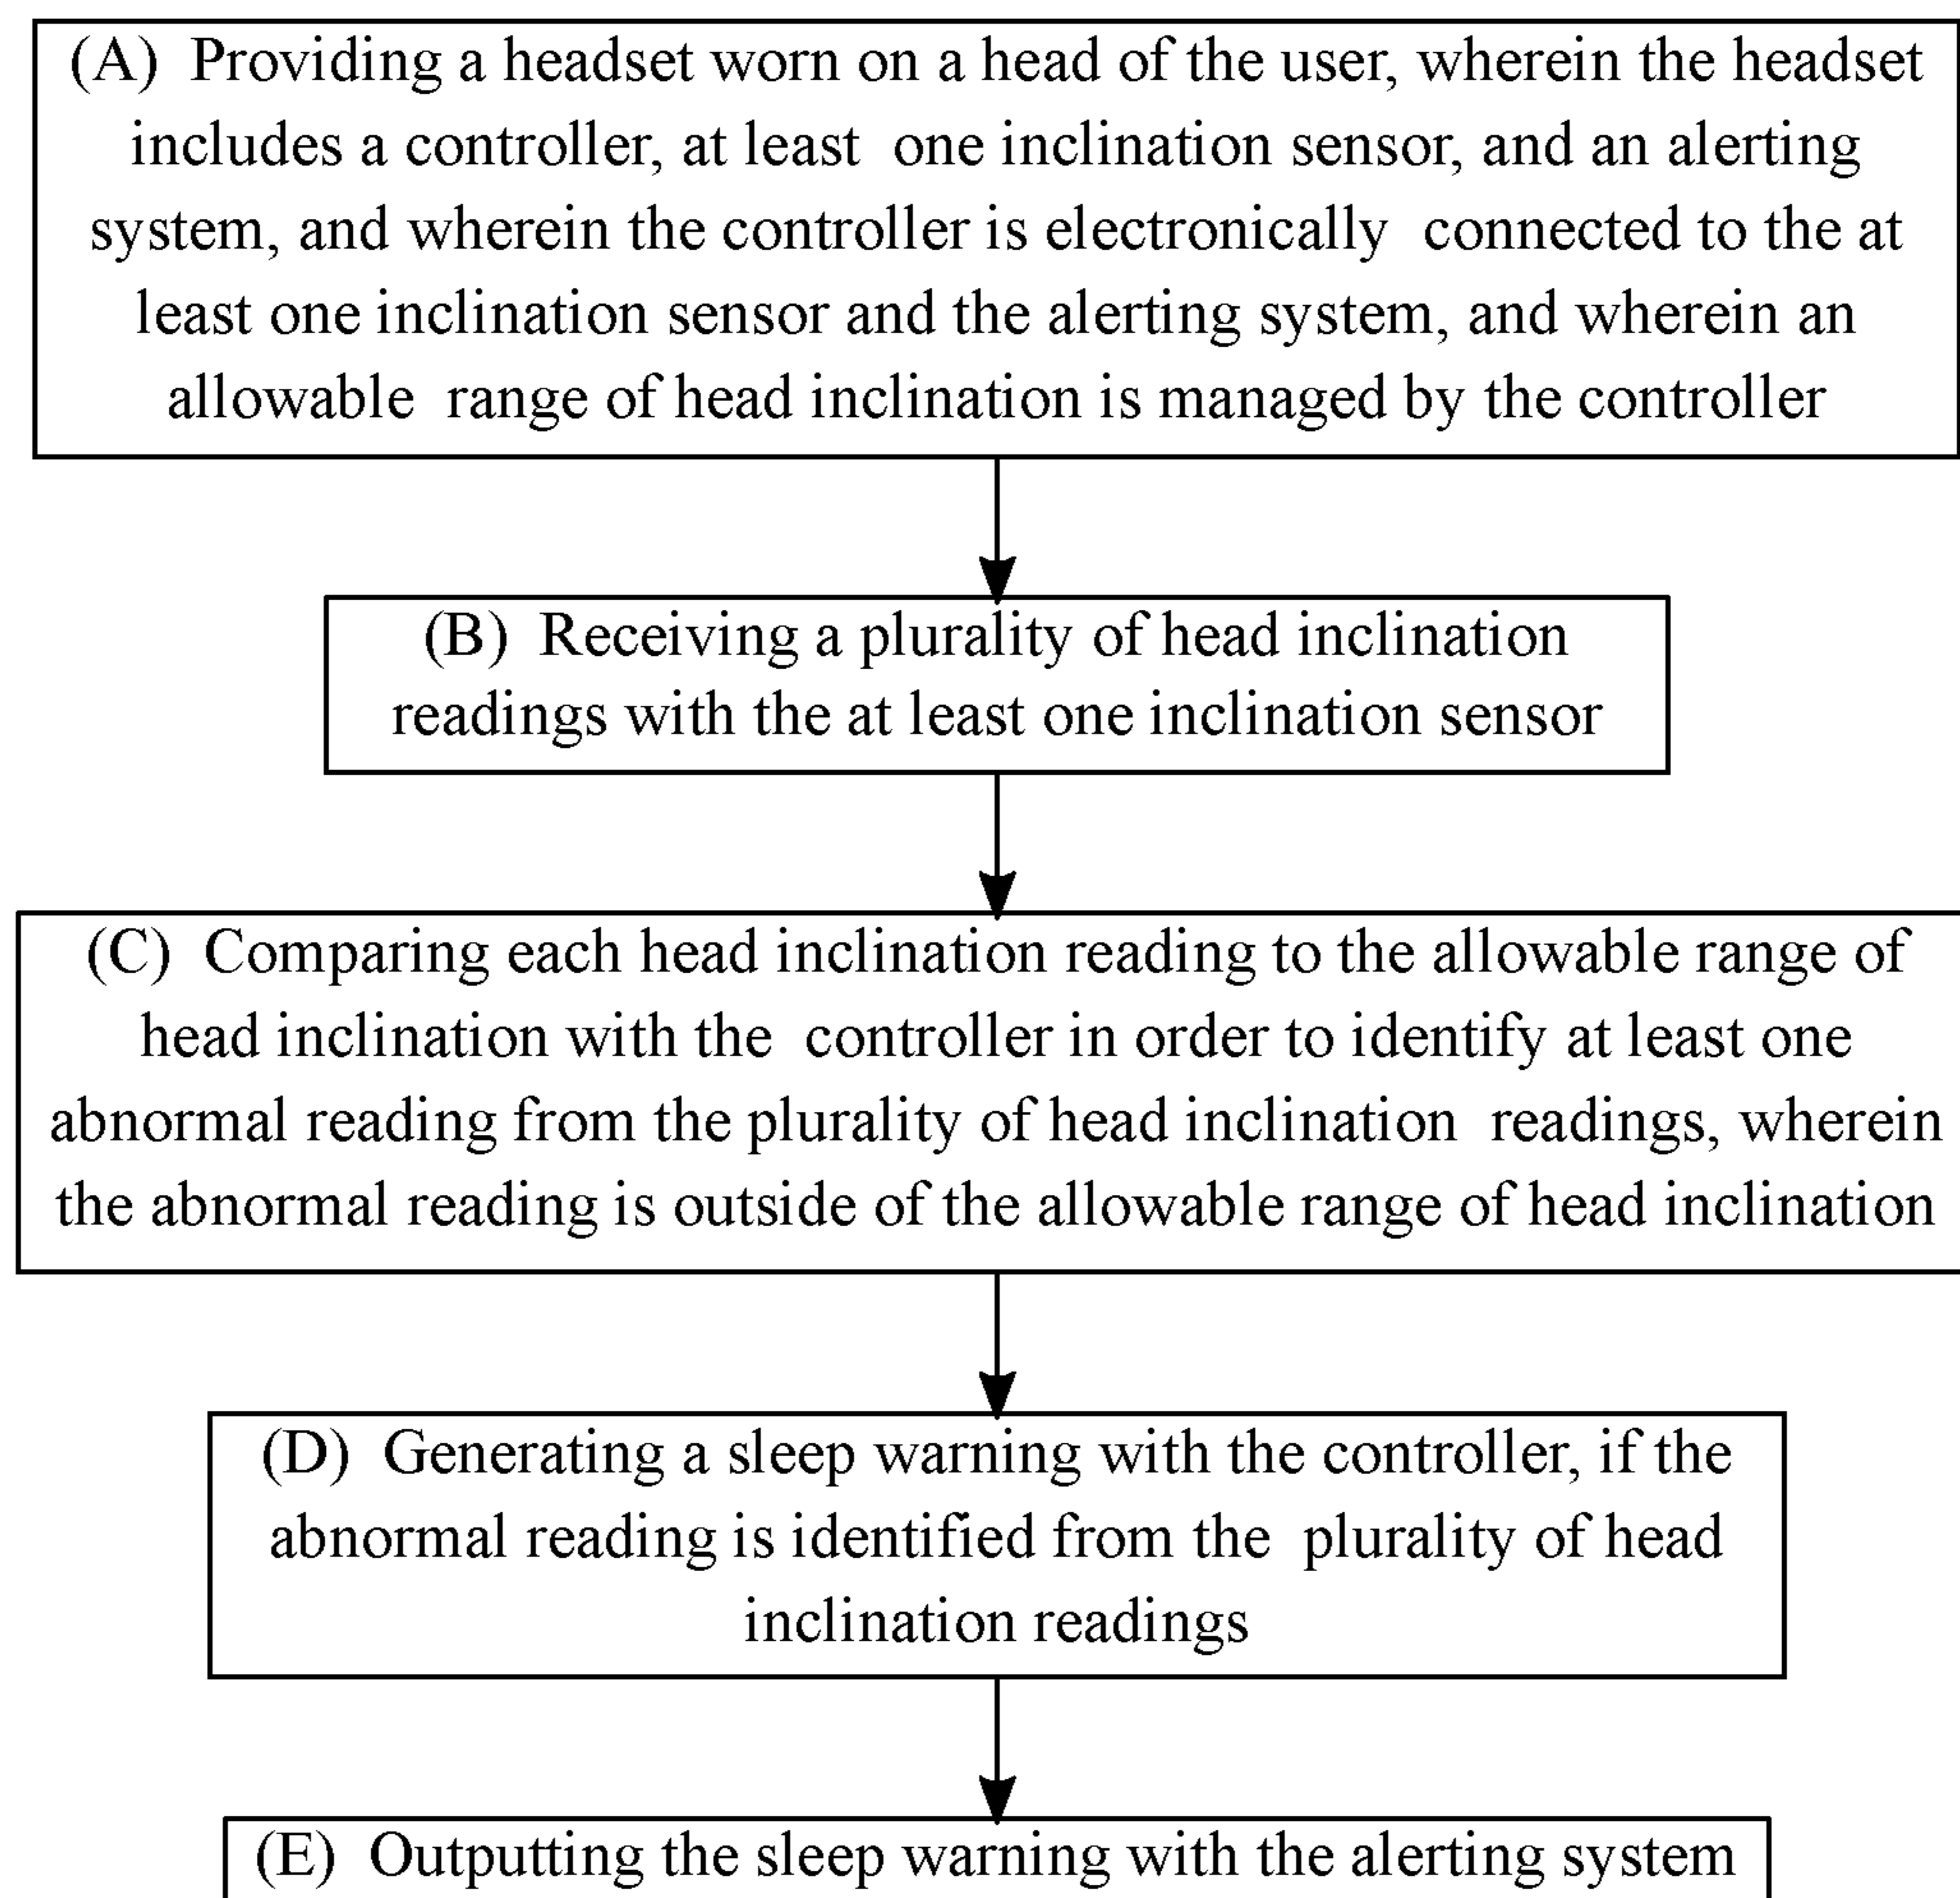 (A) Providing a headset worn on a head of the user, wherein the headset
includes a controller, at least one inclination sensor, and an alerting
system, and wherein the controller is electronically connected to the at
least one inclination sensor and the alerting system, and wherein an
allowable range of head inclination is managed by the controller
(B) Receiving a plurality of head inclination
readings with the at least one inclination sensor
(C) Comparing each head inclination reading to the allowable range of
head inclination with the controller in order to identify at least one
abnormal reading from the plurality of head inclination readings, wherein
the abnormal reading is outside of the allowable range of head inclination
(D) Generating a sleep warning with the controller, if the
abnormal reading is identified from the plurality of head
inclination readings
(E) Outputting the sleep warning with the alerting system